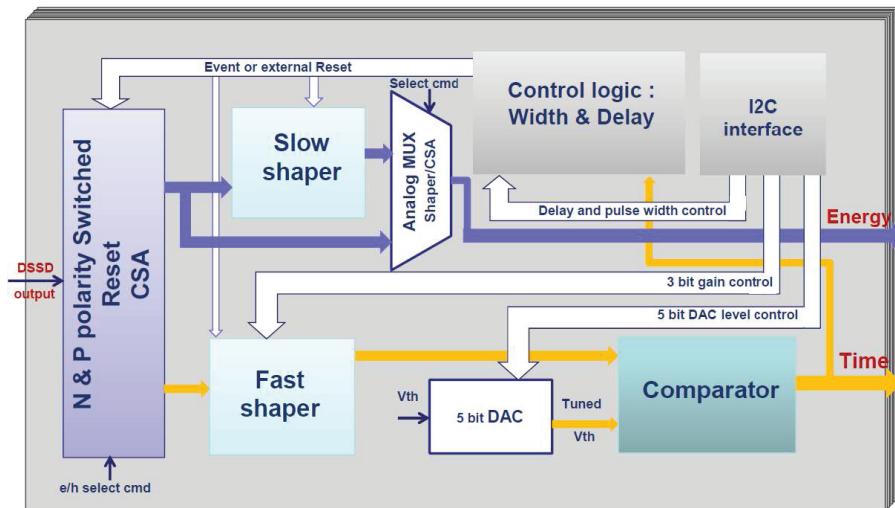 Event or external Reset
Select cmd
Control logic :
Width & Delay
I2C
interface
Slow
shaper
Analog MUX
Shaper/CSA
Delay and pulse width control
Energy
N & P polarity Switched
Reset
CSA
DSSD
output
3 bit gain control
5 bit DAC level control
Fast
shaper
Vth
5 bit DAC
Tuned
Vth
Comparator
Time
e/h select cmd